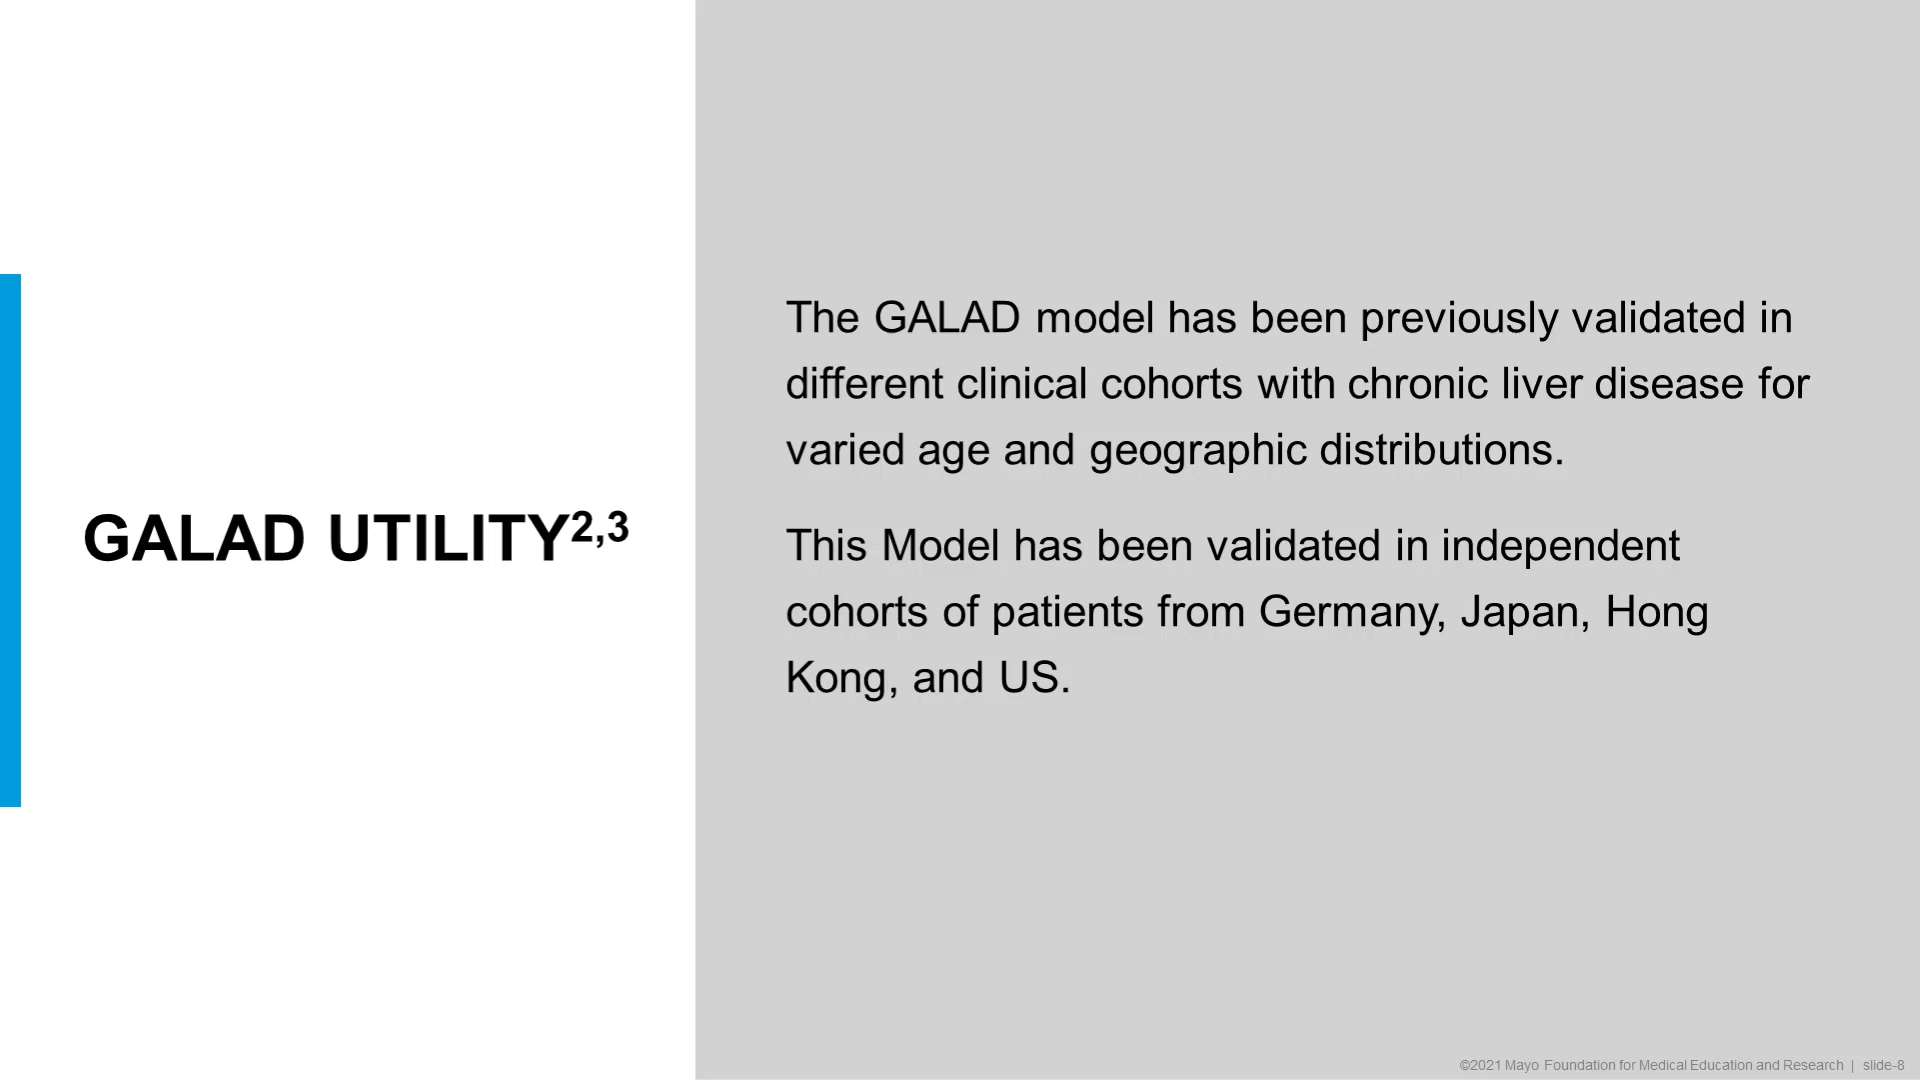 GALAD UTILITY2,3
The GALAD model has been previously validated in
different clinical cohorts with chronic liver disease for
varied age and geographic distributions.
This Model has been validated in independent
cohorts of patients from Germany, Japan, Hong
Kong, and US.
©2021 Mayo Foundation for Medical Education and Research | slide-8